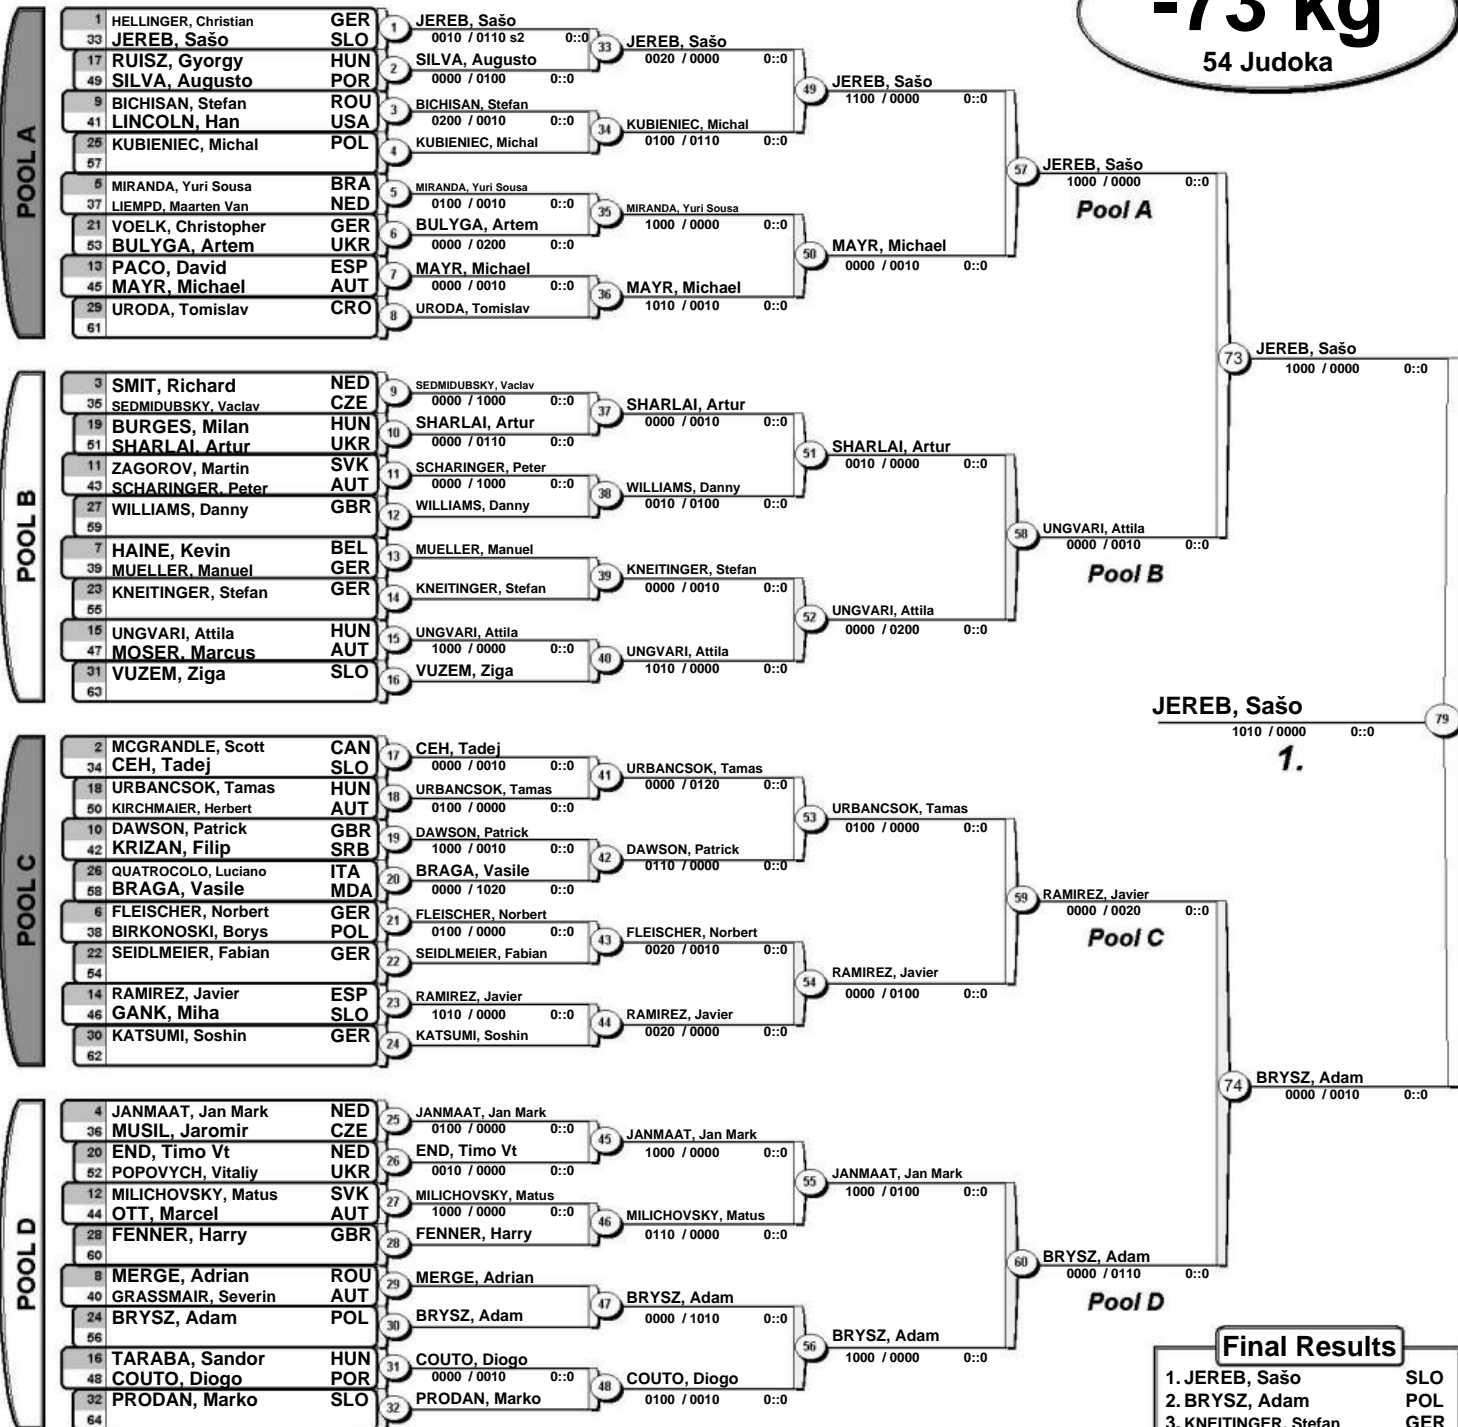 -73 kg
54 Judoka
POOL A
1 HELLINGER, Christian GER
33 JEREB, Sašo SLO
17 RUISZ, Gyorgy HUN
49 SILVA, Augusto POR
9 BICHISAN, Stefan ROU
41 LINCOLN, Han USA
25 KUBIENIEC, Michal POL
57
5 MIRANDA, Yuri Sousa BRA
37 LIEMPD, Maarten Van NED
21 VOELK, Christopher GER
53 BULYGA, Artem UKR
13 PACO, David ESP
45 MAYR, Michael AUT
29 URODA, Tomislav CRO
61
1 JEREB, Sašo
0010 / 0110 s2 0::0
2 SILVA, Augusto
0000 / 0100 0::0
3 BICHISAN, Stefan
0200 / 0010 0::0
4 KUBIENIEC, Michal
5 MIRANDA, Yuri Sousa
0100 / 0010 0::0
6 BULYGA, Artem
0000 / 0200 0::0
7 MAYR, Michael
0000 / 0010 0::0
8 URODA, Tomislav
33 JEREB, Sašo
0020 / 0000 0::0
34 KUBIENIEC, Michal
0100 / 0110 0::0
35 MIRANDA, Yuri Sousa
1000 / 0000 0::0
36 MAYR, Michael
1010 / 0010 0::0
49 JEREB, Sašo
1100 / 0000 0::0
50 MAYR, Michael
0000 / 0010 0::0
57 JEREB, Sašo
1000 / 0000 0::0
Pool A
POOL B
3 SMIT, Richard NED
35 SEDMIDUBSKY, Vaclav CZE
19 BURGES, Milan HUN
51 SHARLAI, Artur UKR
11 ZAGOROV, Martin SVK
43 SCHARINGER, Peter AUT
27 WILLIAMS, Danny GBR
59
7 HAINE, Kevin BEL
39 MUELLER, Manuel GER
23 KNEITINGER, Stefan GER
55
15 UNGVARI, Attila HUN
47 MOSER, Marcus AUT
31 VUZEM, Ziga SLO
63
9 SEDMIDUBSKY, Vaclav
0000 / 1000 0::0
10 SHARLAI, Artur
0000 / 0110 0::0
11 SCHARINGER, Peter
0000 / 1000 0::0
12 WILLIAMS, Danny
13 MUELLER, Manuel
14 KNEITINGER, Stefan
15 UNGVARI, Attila
1000 / 0000 0::0
16 VUZEM, Ziga
37 SHARLAI, Artur
0000 / 0010 0::0
38 WILLIAMS, Danny
0010 / 0100 0::0
39 KNEITINGER, Stefan
0000 / 0010 0::0
40 UNGVARI, Attila
1010 / 0000 0::0
51 SHARLAI, Artur
0010 / 0000 0::0
52 UNGVARI, Attila
0000 / 0200 0::0
58 UNGVARI, Attila
0000 / 0010 0::0
Pool B
73 JEREB, Sašo
1000 / 0000 0::0
JEREB, Sašo
1010 / 0000 0::0
79
1.
POOL C
2 MCGRANDLE, Scott CAN
34 CEH, Tadej SLO
18 URBANCSOK, Tamas HUN
50 KIRCHMAIER, Herbert AUT
10 DAWSON, Patrick GBR
42 KRIZAN, Filip SRB
26 QUATROCOLO, Luciano ITA
58 BRAGA, Vasile MDA
6 FLEISCHER, Norbert GER
38 BIRKONOSKI, Borys POL
22 SEIDLMEIER, Fabian GER
54
14 RAMIREZ, Javier ESP
46 GANK, Miha SLO
30 KATSUMI, Soshin GER
62
17 CEH, Tadej
0000 / 0010 0::0
18 URBANCSOK, Tamas
0100 / 0000 0::0
19 DAWSON, Patrick
1000 / 0010 0::0
20 BRAGA, Vasile
0000 / 1020 0::0
21 FLEISCHER, Norbert
0100 / 0000 0::0
22 SEIDLMEIER, Fabian
23 RAMIREZ, Javier
1010 / 0000 0::0
24 KATSUMI, Soshin
41 URBANCSOK, Tamas
0000 / 0120 0::0
42 DAWSON, Patrick
0110 / 0000 0::0
43 FLEISCHER, Norbert
0020 / 0010 0::0
44 RAMIREZ, Javier
0020 / 0000 0::0
53 URBANCSOK, Tamas
0100 / 0000 0::0
54 RAMIREZ, Javier
0000 / 0100 0::0
59 RAMIREZ, Javier
0000 / 0020 0::0
Pool C
POOL D
4 JANMAAT, Jan Mark NED
36 MUSIL, Jaromir CZE
20 END, Timo Vt NED
52 POPOVYCH, Vitaliy UKR
12 MILICHOVSKY, Matus SVK
44 OTT, Marcel AUT
28 FENNER, Harry GBR
60
8 MERGE, Adrian ROU
40 GRASSMAIR, Severin AUT
24 BRYSZ, Adam POL
56
16 TARABA, Sandor HUN
48 COUTO, Diogo POR
32 PRODAN, Marko SLO
64
25 JANMAAT, Jan Mark
0100 / 0000 0::0
26 END, Timo Vt
0010 / 0000 0::0
27 MILICHOVSKY, Matus
1000 / 0000 0::0
28 FENNER, Harry
29 MERGE, Adrian
30 BRYSZ, Adam
31 COUTO, Diogo
0000 / 0010 0::0
32 PRODAN, Marko
45 JANMAAT, Jan Mark
1000 / 0000 0::0
46 MILICHOVSKY, Matus
0110 / 0000 0::0
47 BRYSZ, Adam
0000 / 1010 0::0
48 COUTO, Diogo
0100 / 0010 0::0
55 JANMAAT, Jan Mark
1000 / 0100 0::0
56 BRYSZ, Adam
1000 / 0000 0::0
60 BRYSZ, Adam
0000 / 0110 0::0
Pool D
74 BRYSZ, Adam
0000 / 0010 0::0
Final Results
1. JEREB, Sašo SLO
2. BRYSZ, Adam POL
3. KNEITINGER, Stefan GER